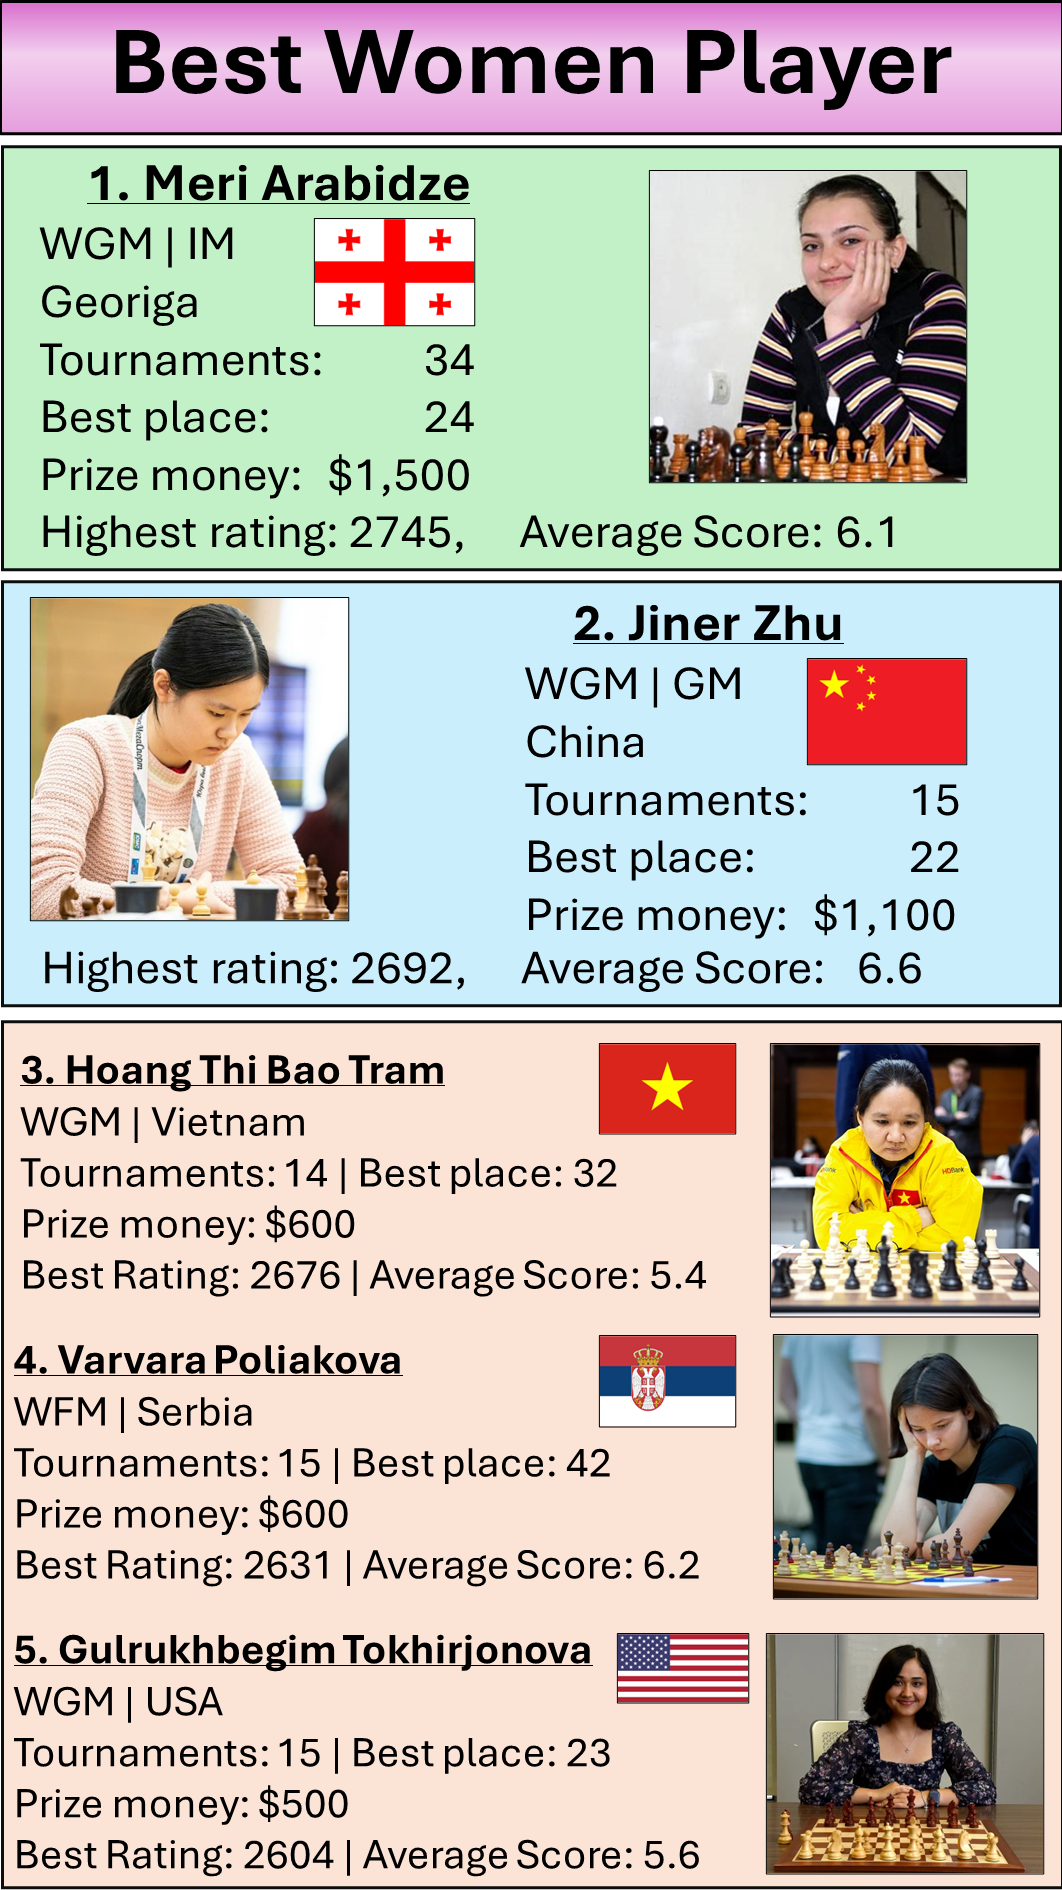 Best Women Player
1. Meri Arabidze
WGM | IM
Georiga
Tournaments: 34
Best place: 24
Prize money: $1,500
Highest rating: 2745, Average Score: 6.1
2. Jiner Zhu
WGM | GM
China
Tournaments: 15
Best place: 22
Prize money: $1,100
Highest rating: 2692, Average Score: 6.6
3. Hoang Thi Bao Tram
WGM | Vietnam
Tournaments: 14 | Best place: 32
Prize money: $600
Best Rating: 2676 | Average Score: 5.4
HDBank
4. Varvara Poliakova
WFM | Serbia
Tournaments: 15 | Best place: 42
Prize money: $600
Best Rating: 2631 | Average Score: 6.2
5. Gulrukhbegim Tokhirjonova
WGM | USA
Tournaments: 15 | Best place: 23
Prize money: $500
Best Rating: 2604 | Average Score: 5.6